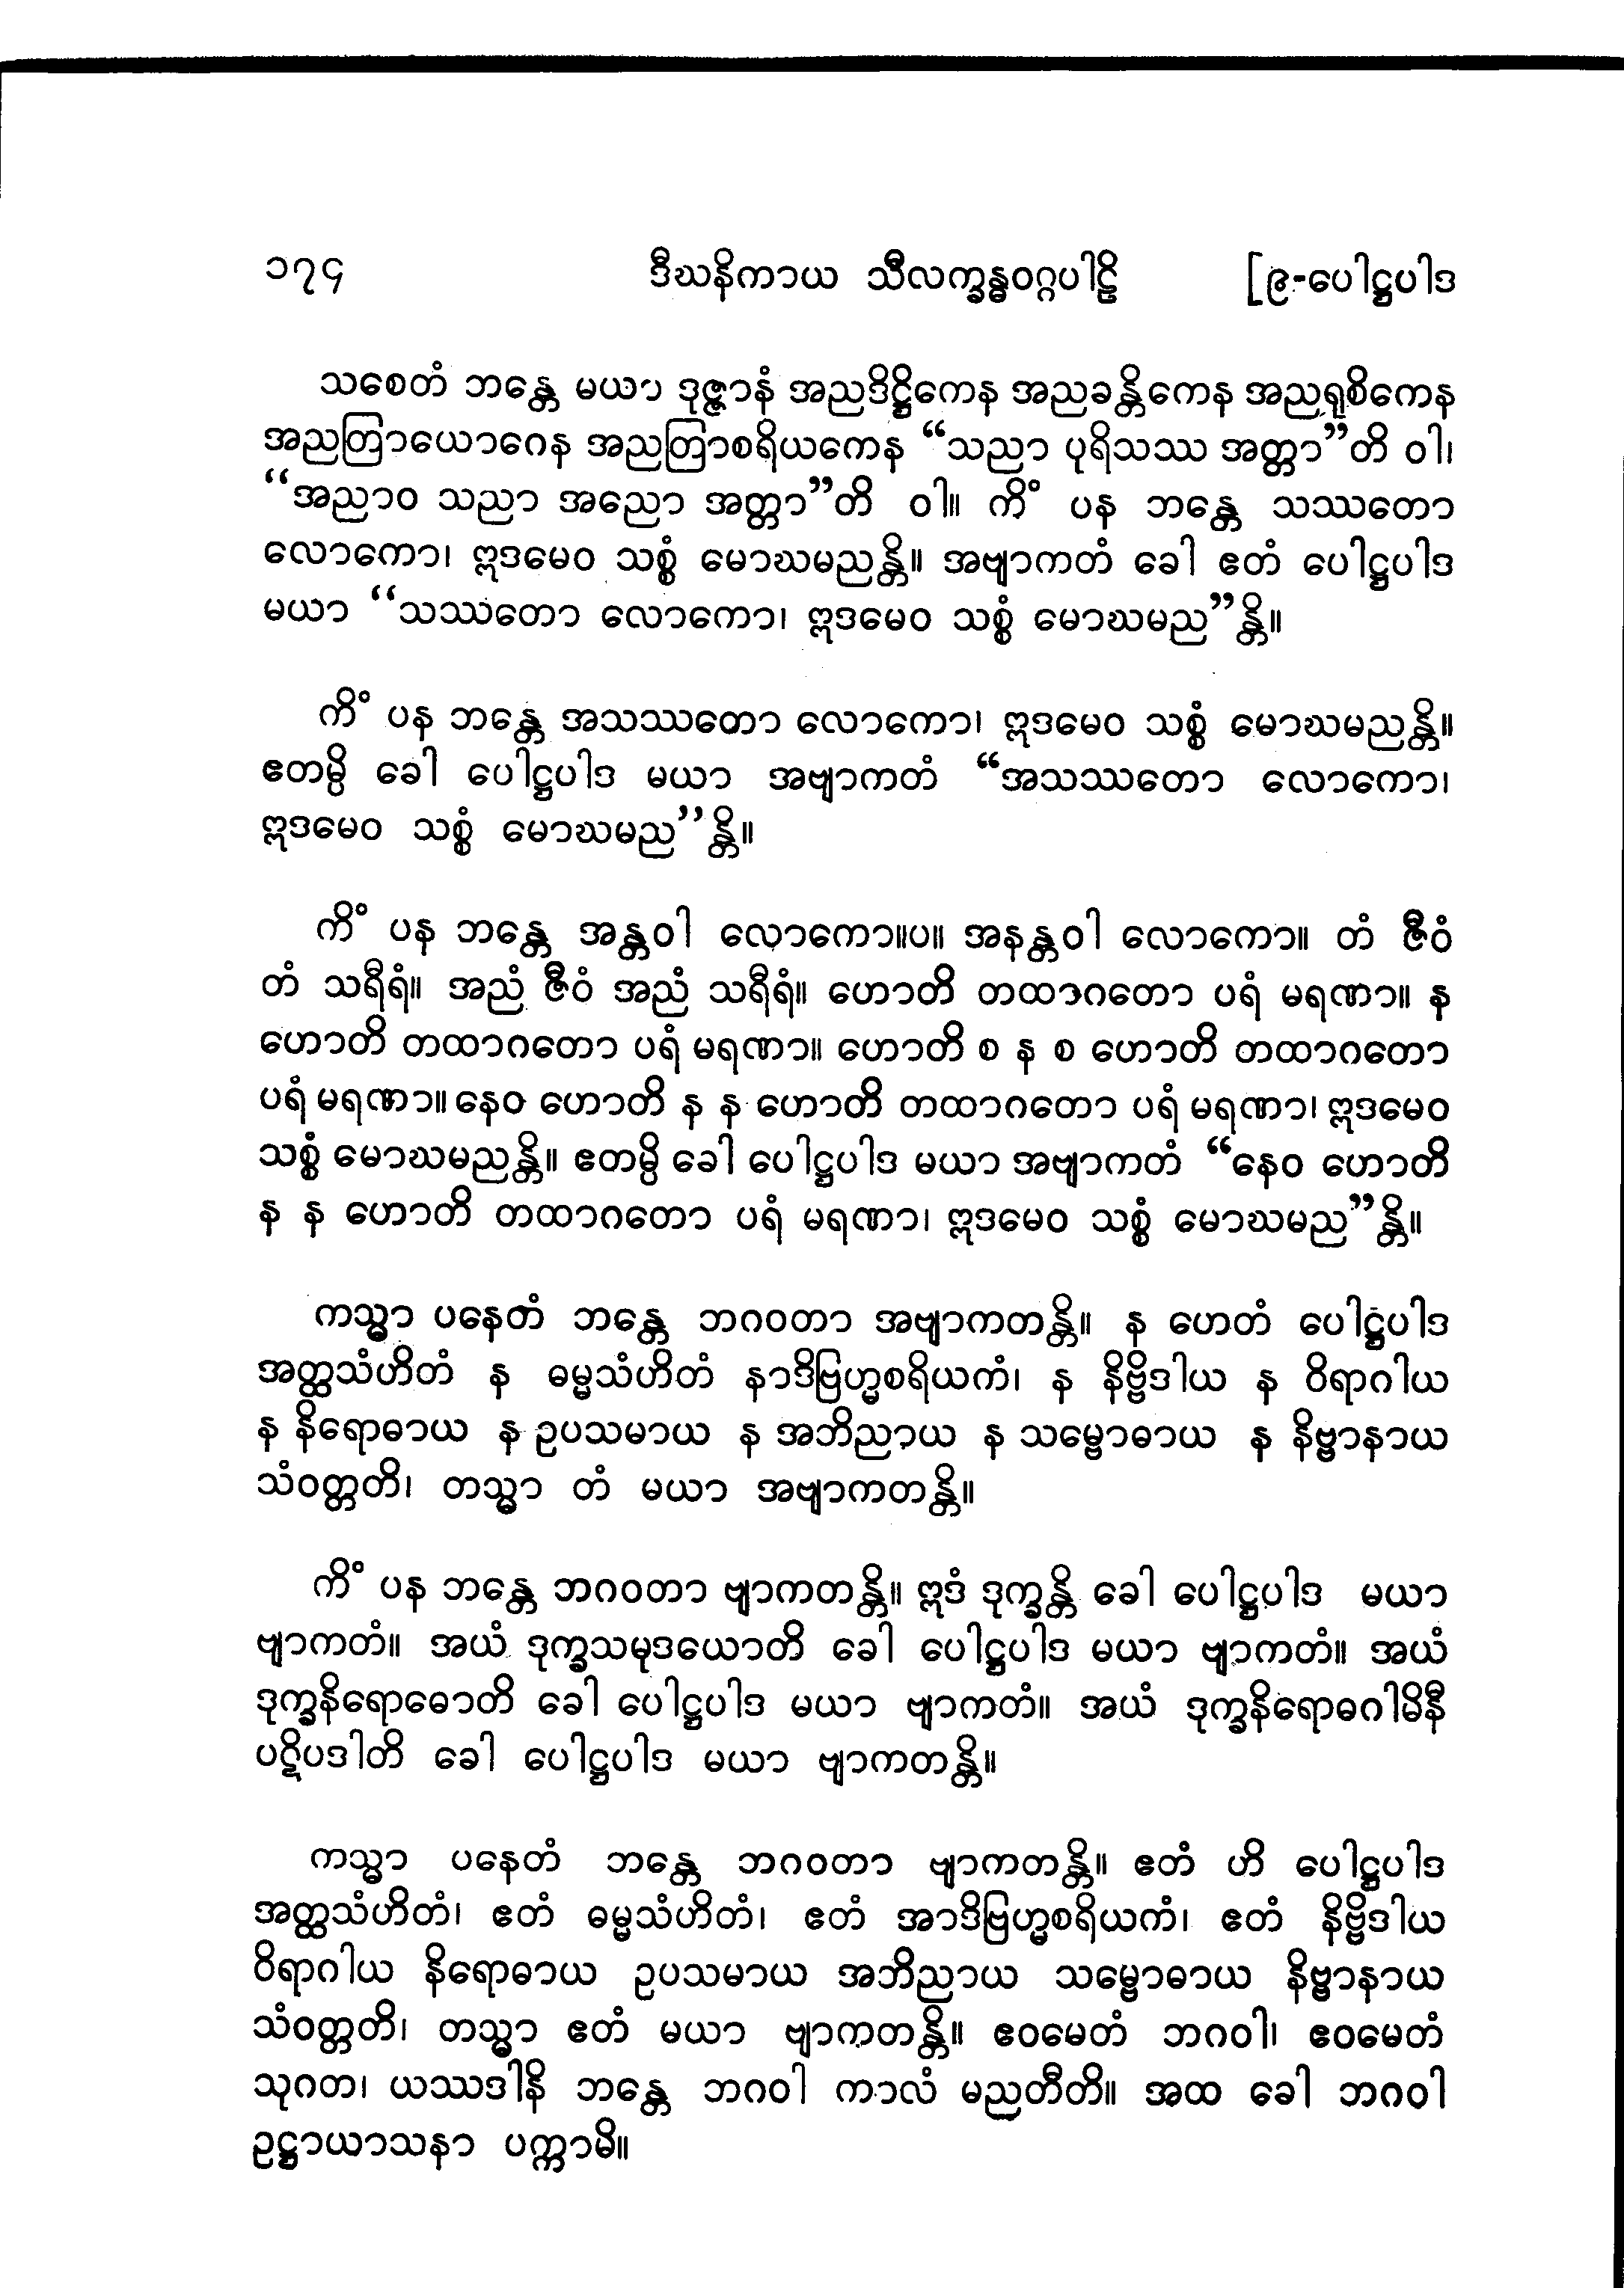 ၁၇၄ ဒီဃနိကာယ သီလက္ခန္ဓဝဂ္ဂပါဠိ [၉-ပေါဋ္ဌပါဒ
သစေတံ ဘန္တေ မယာ ဒုဇ္ဇာနံ အညဒိဋ္ဌိကေန အညခန္တိကေန အညရုစိကေန
အညတြာယောဂေန အညတြာစရိယကေန “သညာ ပုရိသဿ အတ္တာ”တိ ဝါ၊
“အညာဝ သညာ အညော အတ္တာ”တိ ဝါ။ ကိံ ပန ဘန္တေ သဿတော
လောကော၊ ဣဒမေဝ သစ္စံ မောဃမညန္တိ။ အဗျာကတံ ခေါ ဧတံ ပေါဋ္ဌပါဒ
မယာ “သဿတော လောကော၊ ဣဒမေဝ သစ္စံ မောဃမည”န္တိ။
ကိံ ပန ဘန္တေ အသဿတော လောကော၊ ဣဒမေဝ သစ္စံ မောဃမညန္တိ။
ဧတမ္ပိ ခေါ ပေါဋ္ဌပါဒ မယာ အဗျာကတံ “အသဿတော လောကော၊
ဣဒမေဝ သစ္စံ မောဃမည”န္တိ။
ကိံ ပန ဘန္တေ အန္တဝါ လောကော။ပ။ အနန္တဝါ လောကော။ တံ ဇီဝံ
တံ သရီရံ။ အညံ ဇီဝံ အညံ သရီရံ။ ဟောတိ တထာဂတော ပရံ မရဏာ။ န
ဟောတိ တထာဂတော ပရံ မရဏာ။ ဟောတိ စ န စ ဟောတိ တထာဂတော
ပရံ မရဏာ။ နေဝ ဟောတိ န န ဟောတိ တထာဂတော ပရံ မရဏာ၊ ဣဒမေဝ
သစ္စံ မောဃမညန္တိ။ ဧတမ္ပိ ခေါ ပေါဋ္ဌပါဒ မယာ အဗျာကတံ “နေဝ ဟောတိ
န န ဟောတိ တထာဂတော ပရံ မရဏာ၊ ဣဒမေဝ သစ္စံ မောဃမည”န္တိ။
ကသ္မာ ပနေတံ ဘန္တေ ဘဂဝတာ အဗျာကတန္တိ။ န ဟေတံ ပေါဋ္ဌပါဒ
အတ္ထသံဟိတံ န ဓမ္မသံဟိတံ နာဒိဗြဟ္မစရိယကံ၊ န နိဗ္ဗိဒါယ န ဝိရာဂါယ
န နိရောဓာယ န ဥပသမာယ န အဘိညာယ န သမ္ဗောဓာယ န နိဗ္ဗာနာယ
သံဝတ္တတိ၊ တသ္မာ တံ မယာ အဗျာကတန္တိ။
ကိံ ပန ဘန္တေ ဘဂဝတာ ဗျာကတန္တိ။ ဣဒံ ဒုက္ခန္တိ ခေါ ပေါဋ္ဌပါဒ မယာ
ဗျာကတံ။ အယံ ဒုက္ခသမုဒယောတိ ခေါ ပေါဋ္ဌပါဒ မယာ ဗျာကတံ။ အယံ
ဒုက္ခနိရောဓောတိ ခေါ ပေါဋ္ဌပါဒ မယာ ဗျာကတံ။ အယံ ဒုက္ခနိရောဓဂါမိနီ
ပဋိပဒါတိ ခေါ ပေါဋ္ဌပါဒ မယာ ဗျာကတန္တိ။
ကသ္မာ ပနေတံ ဘန္တေ ဘဂဝတာ ဗျာကတန္တိ။ ဧတံ ဟိ ပေါဋ္ဌပါဒ
အတ္ထသံဟိတံ၊ ဧတံ ဓမ္မသံဟိတံ၊ ဧတံ အာဒိဗြဟ္မစရိယကံ၊ ဧတံ နိဗ္ဗိဒါယ
ဝိရာဂါယ နိရောဓာယ ဥပသမာယ အဘိညာယ သမ္ဗောဓာယ နိဗ္ဗာနာယ
သံဝတ္တတိ၊ တသ္မာ ဧတံ မယာ ဗျာကတန္တိ။ ဧဝမေတံ ဘဂဝါ၊ ဧဝမေတံ
သုဂတ၊ ယဿဒါနိ ဘန္တေ ဘဂဝါ ကာလံ မညတီတိ။ အထ ခေါ ဘဂဝါ
ဥဋ္ဌာယာသနာ ပက္ကာမိ။